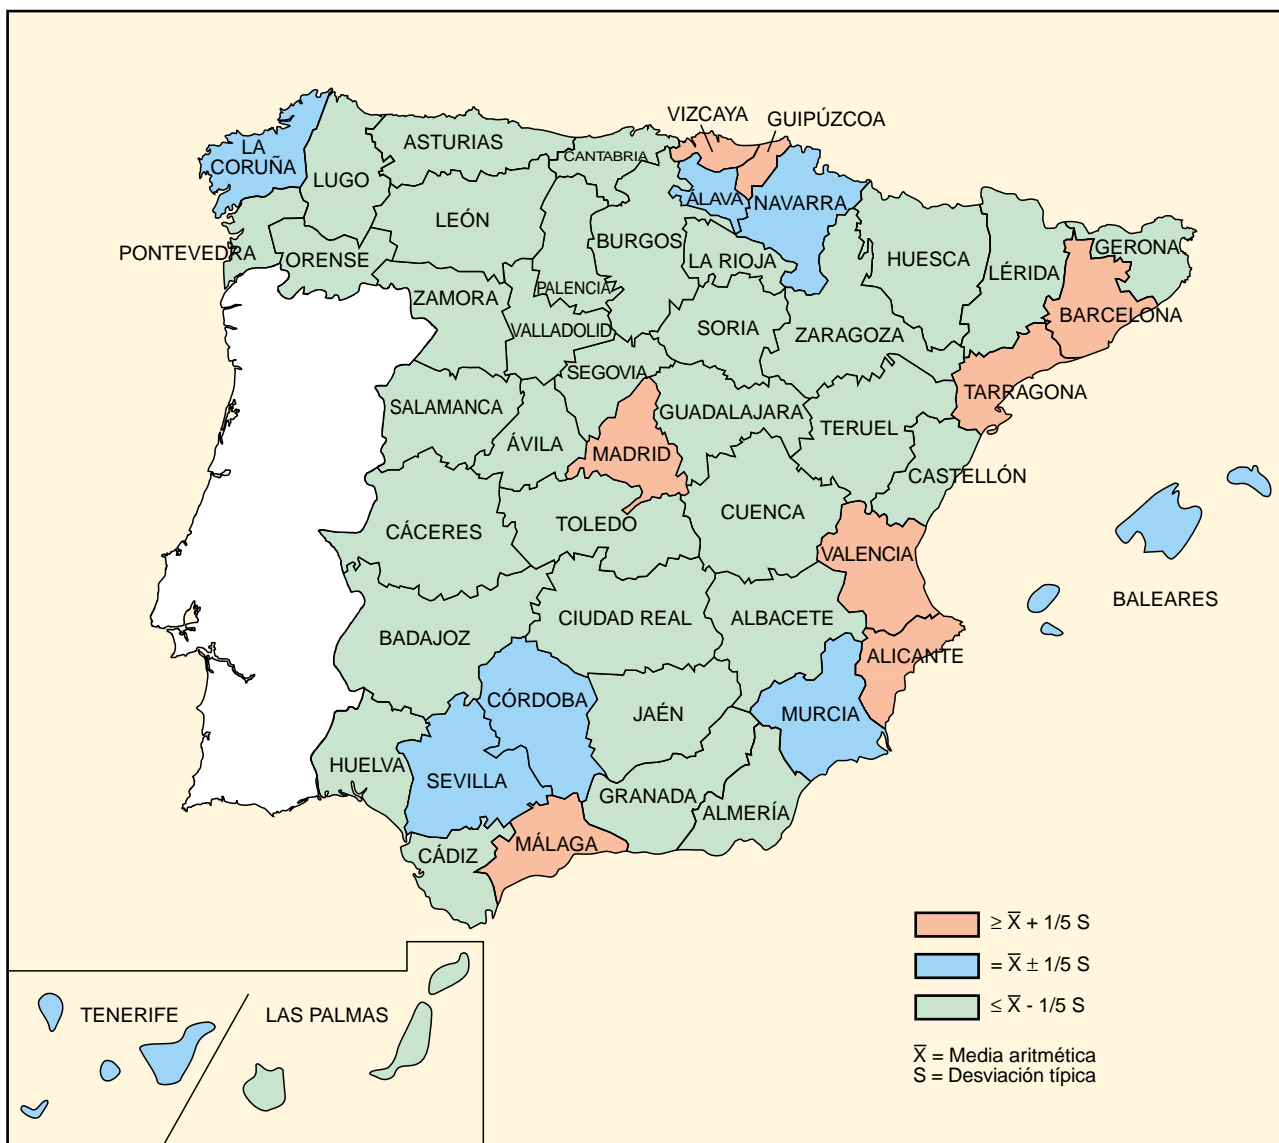 VIZCAYA
GUIPÚZCOA
LA
CORUÑA
LUGO
ASTURIAS
CANTABRIA
ÁLAVA
NAVARRA
LEÓN
PONTEVEDRA
ORENSE
BURGOS
LA RIOJA
HUESCA
LÉRIDA
GERONA
ZAMORA
PALENCIA
VALLADOLID
SORIA
ZARAGOZA
BARCELONA
SEGOVIA
SALAMANCA
ÁVILA
MADRID
GUADALAJARA
TERUEL
TARRAGONA
CASTELLÓN
CÁCERES
TOLEDO
CUENCA
VALENCIA
BALEARES
BADAJOZ
CIUDAD REAL
ALBACETE
ALICANTE
CÓRDOBA
JAÉN
MURCIA
HUELVA
SEVILLA
GRANADA
ALMERÍA
CÁDIZ
MÁLAGA
TENERIFE
LAS PALMAS
≥ X̅ + 1/5 S
= X̅ ± 1/5 S
≤ X̅ - 1/5 S
X̅ = Media aritmética
S = Desviación típica